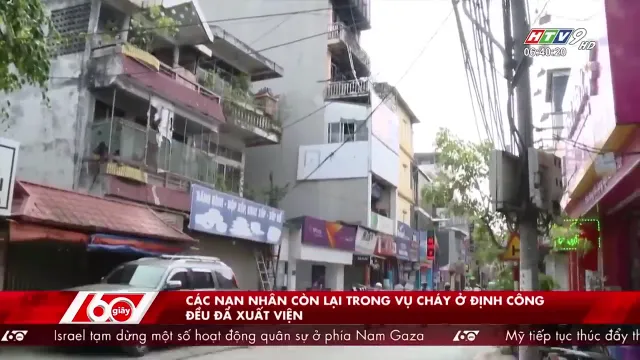 HTV9 HD
06:40:20
60 giây
CÁC NẠN NHÂN CÒN LẠI TRONG VỤ CHÁY Ở ĐỊNH CÔNG
ĐỀU ĐÃ XUẤT VIỆN
60 Israel tạm dừng một số hoạt động quân sự ở phía Nam Gaza 60 Mỹ tiếp tục thúc đẩy th